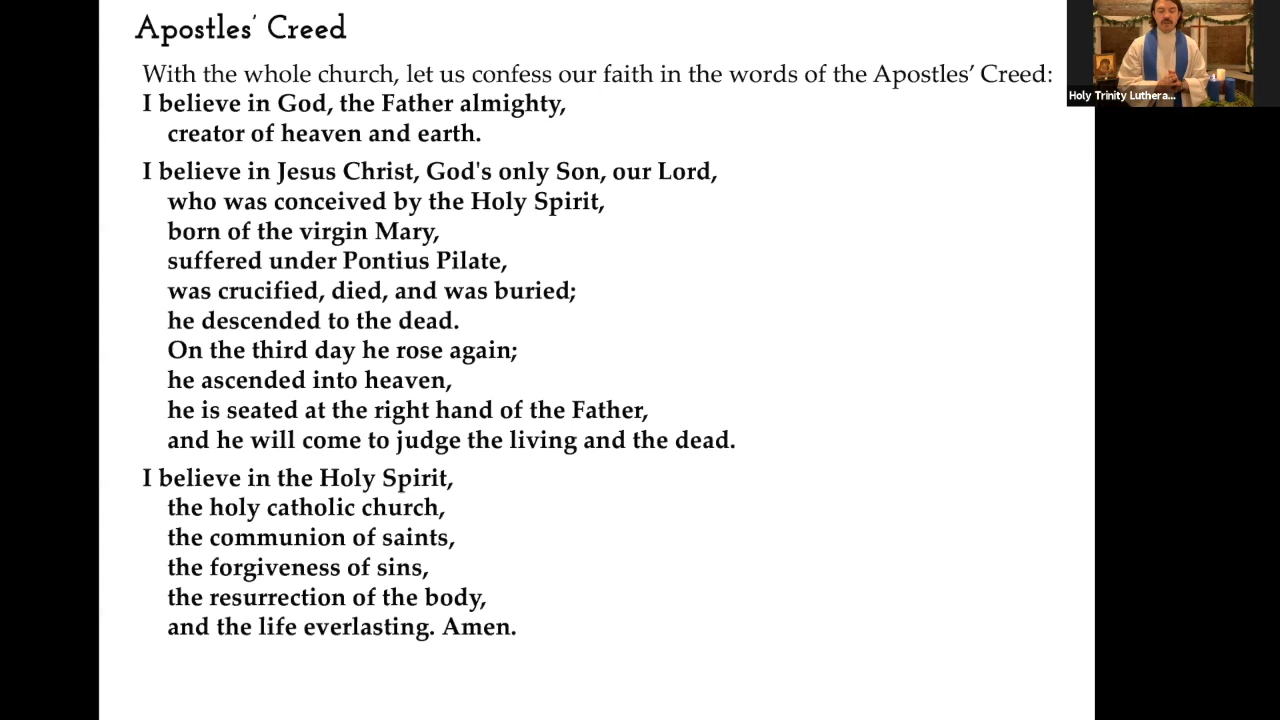 Apostles’ Creed
With the whole church, let us confess our faith in the words of the Apostles’ Creed:
I believe in God, the Father almighty,
creator of heaven and earth.
I believe in Jesus Christ, God's only Son, our Lord,
who was conceived by the Holy Spirit,
born of the virgin Mary,
suffered under Pontius Pilate,
was crucified, died, and was buried;
he descended to the dead.
On the third day he rose again;
he ascended into heaven,
he is seated at the right hand of the Father,
and he will come to judge the living and the dead.
I believe in the Holy Spirit,
the holy catholic church,
the communion of saints,
the forgiveness of sins,
the resurrection of the body,
and the life everlasting. Amen.
Holy Trinity Luthera...